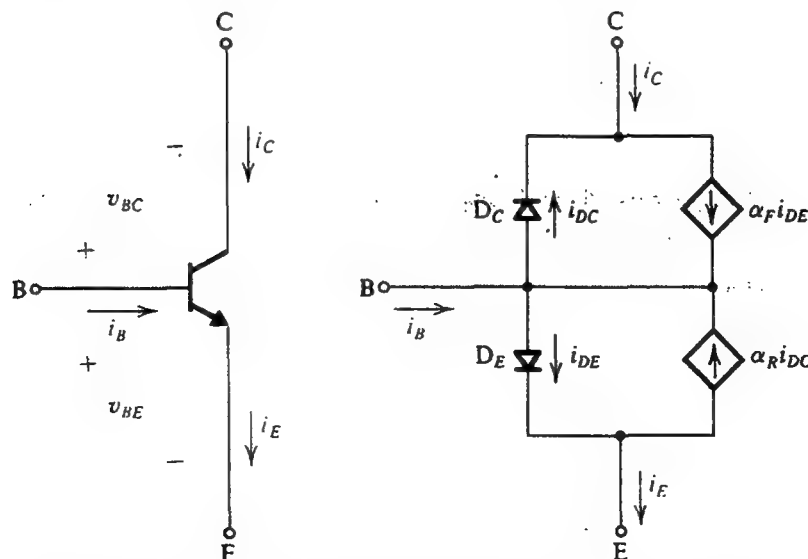 C
C
i_C
i_C
−
v_BC
+
D_C
i_DC
α_F i_DE
B
i_B
B
i_B
+
v_BE
−
D_E
i_DE
α_R i_DC
i_E
i_E
E
E